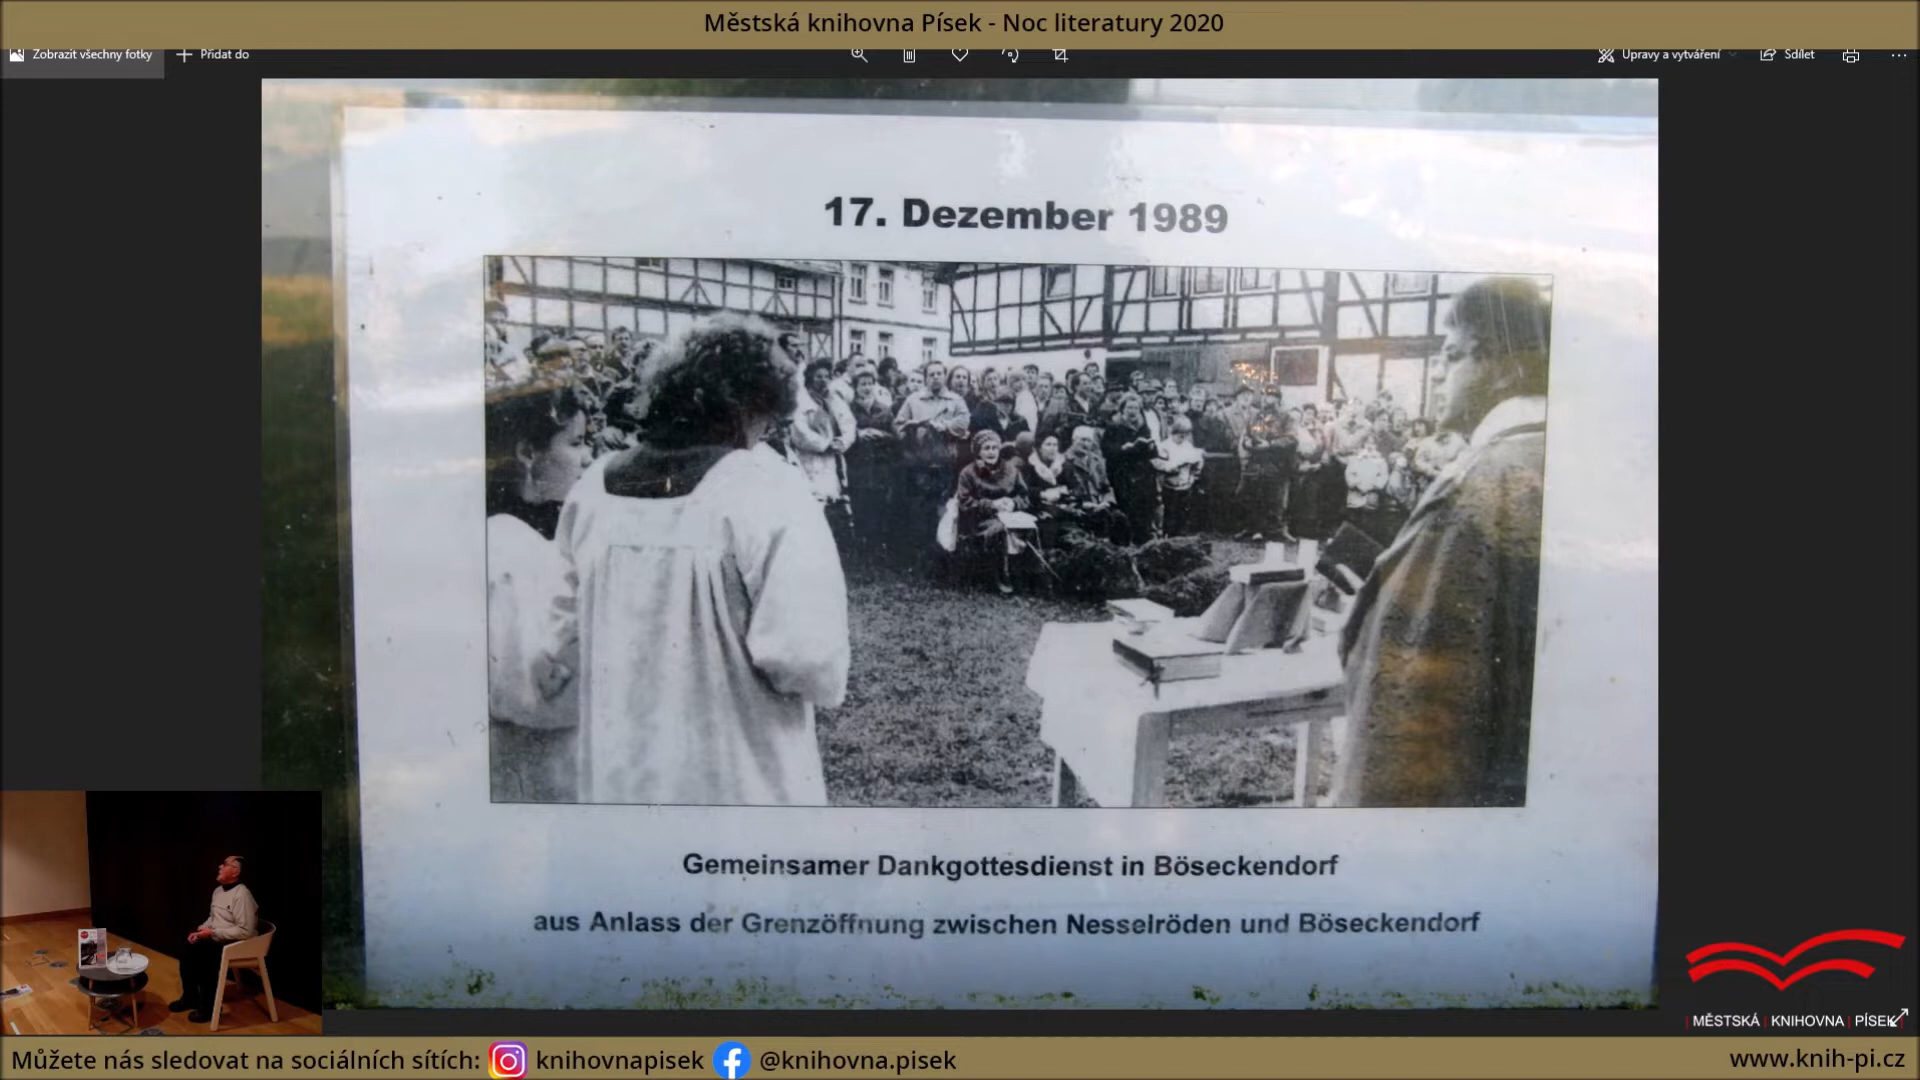 Městská knihovna Písek - Noc literatury 2020
Zobrazit všechny fotky
Přidat do
Úpravy a vytváření
Sdílet
17. Dezember 1989
Gemeinsamer Dankgottesdienst in Böseckendorf
aus Anlass der Grenzöffnung zwischen Nesselröden und Böseckendorf
MĚSTSKÁ | KNIHOVNA | PÍSEK
Můžete nás sledovat na sociálních sítích: knihovnapisek @knihovna.pisek
www.knih-pi.cz